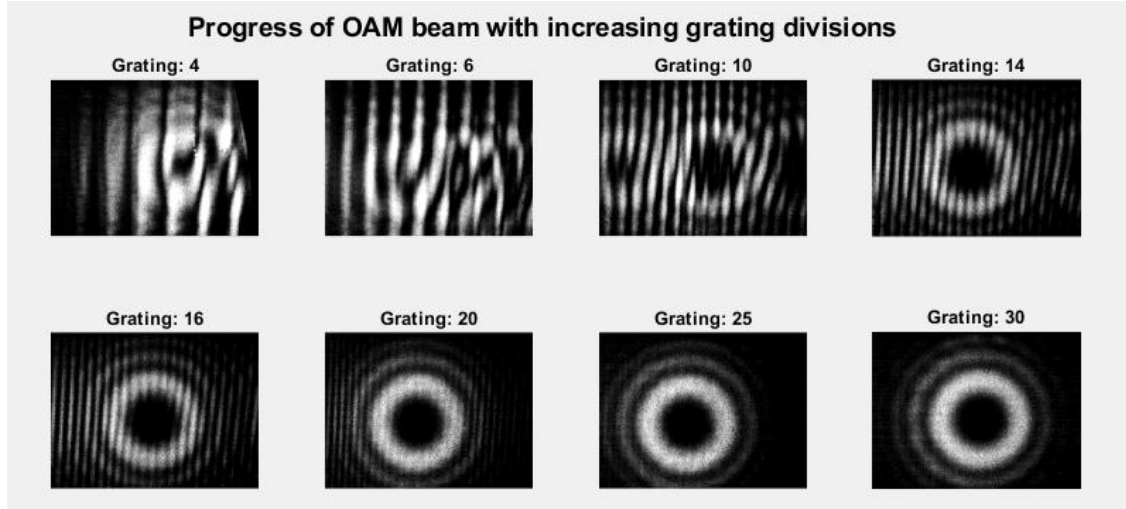 Progress of OAM beam with increasing grating divisions
Grating: 4
Grating: 6
Grating: 10
Grating: 14
Grating: 16
Grating: 20
Grating: 25
Grating: 30